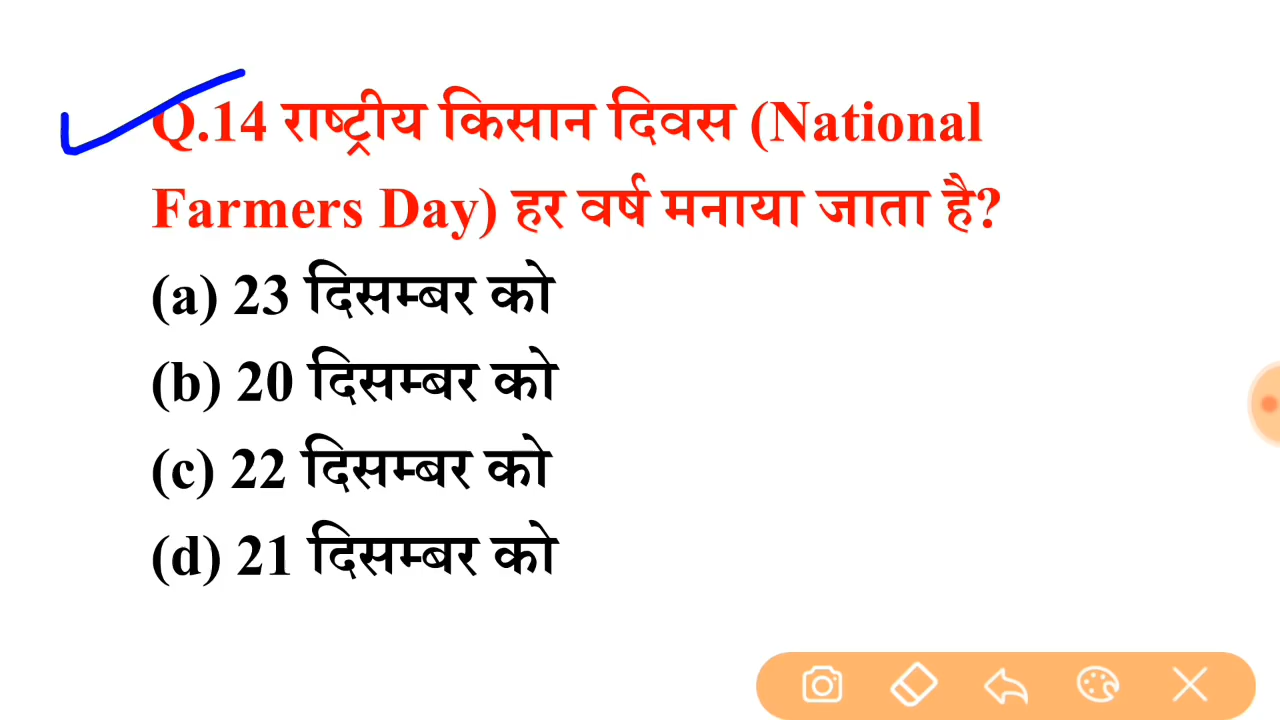 Q.14 राष्ट्रीय किसान दिवस (National
Farmers Day) हर वर्ष मनाया जाता है?
(a) 23 दिसम्बर को
(b) 20 दिसम्बर को
(c) 22 दिसम्बर को
(d) 21 दिसम्बर को